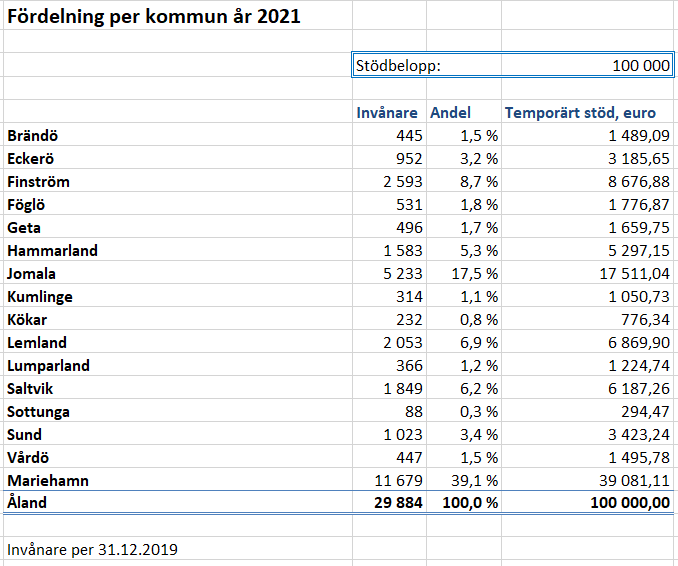 Fördelning per kommun år 2021
Stödbelopp: 100 000
Invånare Andel Temporärt stöd, euro
Brändö 445 1,5 % 1 489,09
Eckerö 952 3,2 % 3 185,65
Finström 2 593 8,7 % 8 676,88
Föglö 531 1,8 % 1 776,87
Geta 496 1,7 % 1 659,75
Hammarland 1 583 5,3 % 5 297,15
Jomala 5 233 17,5 % 17 511,04
Kumlinge 314 1,1 % 1 050,73
Kökar 232 0,8 % 776,34
Lemland 2 053 6,9 % 6 869,90
Lumparland 366 1,2 % 1 224,74
Saltvik 1 849 6,2 % 6 187,26
Sottunga 88 0,3 % 294,47
Sund 1 023 3,4 % 3 423,24
Vårdö 447 1,5 % 1 495,78
Mariehamn 11 679 39,1 % 39 081,11
Åland 29 884 100,0 % 100 000,00
Invånare per 31.12.2019